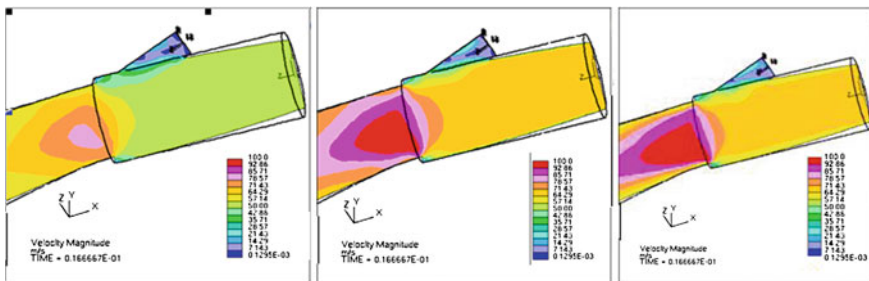 100.0
92.86
85.71
78.57
71.43
64.29
57.14
50.00
42.86
35.71
28.57
21.43
14.29
7.143
0.1295E-03
Z Y X
Velocity Magnitude
m/s
TIME = 0.166667E-01
100.0
92.86
85.71
78.57
71.43
64.29
57.14
50.00
42.86
35.71
28.57
21.43
14.29
7.143
0.1295E-03
Z Y X
Velocity Magnitude
m/s
TIME = 0.166667E-01
100.0
92.86
85.71
78.57
71.43
64.29
57.14
50.00
42.86
35.71
28.57
21.43
14.29
7.143
0.1295E-03
Z Y X
Velocity Magnitude
m/s
TIME = 0.166667E-01